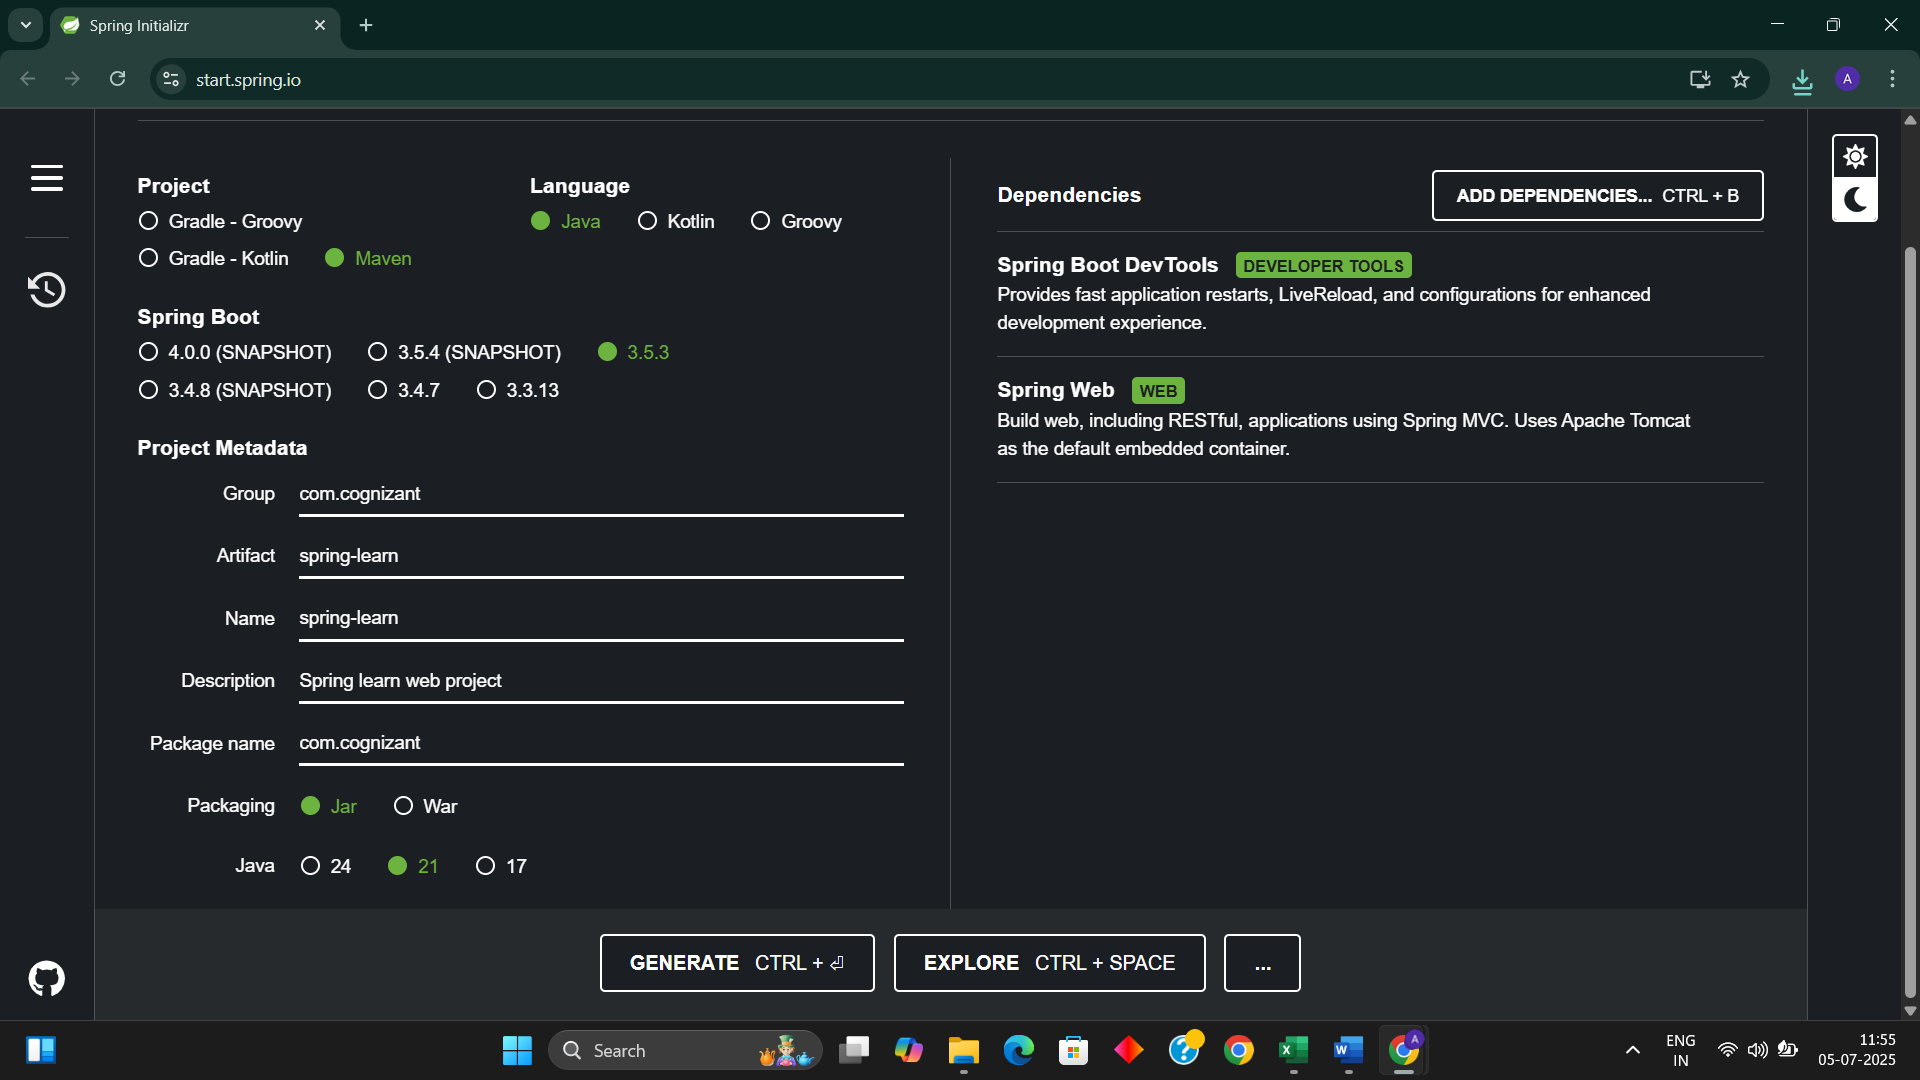 Spring Initializr
start.spring.io
A
Project
Language
Gradle - Groovy
Java
Kotlin
Groovy
Gradle - Kotlin
Maven
Spring Boot
4.0.0 (SNAPSHOT)
3.5.4 (SNAPSHOT)
3.5.3
3.4.8 (SNAPSHOT)
3.4.7
3.3.13
Project Metadata
Group com.cognizant
Artifact spring-learn
Name spring-learn
Description Spring learn web project
Package name com.cognizant
Packaging Jar War
Java 24 21 17
Dependencies
ADD DEPENDENCIES... CTRL + B
Spring Boot DevTools DEVELOPER TOOLS
Provides fast application restarts, LiveReload, and configurations for enhanced
development experience.
Spring Web WEB
Build web, including RESTful, applications using Spring MVC. Uses Apache Tomcat
as the default embedded container.
GENERATE CTRL + ⏎
EXPLORE CTRL + SPACE
...
Search
X
W
A
ENG
IN
11:55
05-07-2025